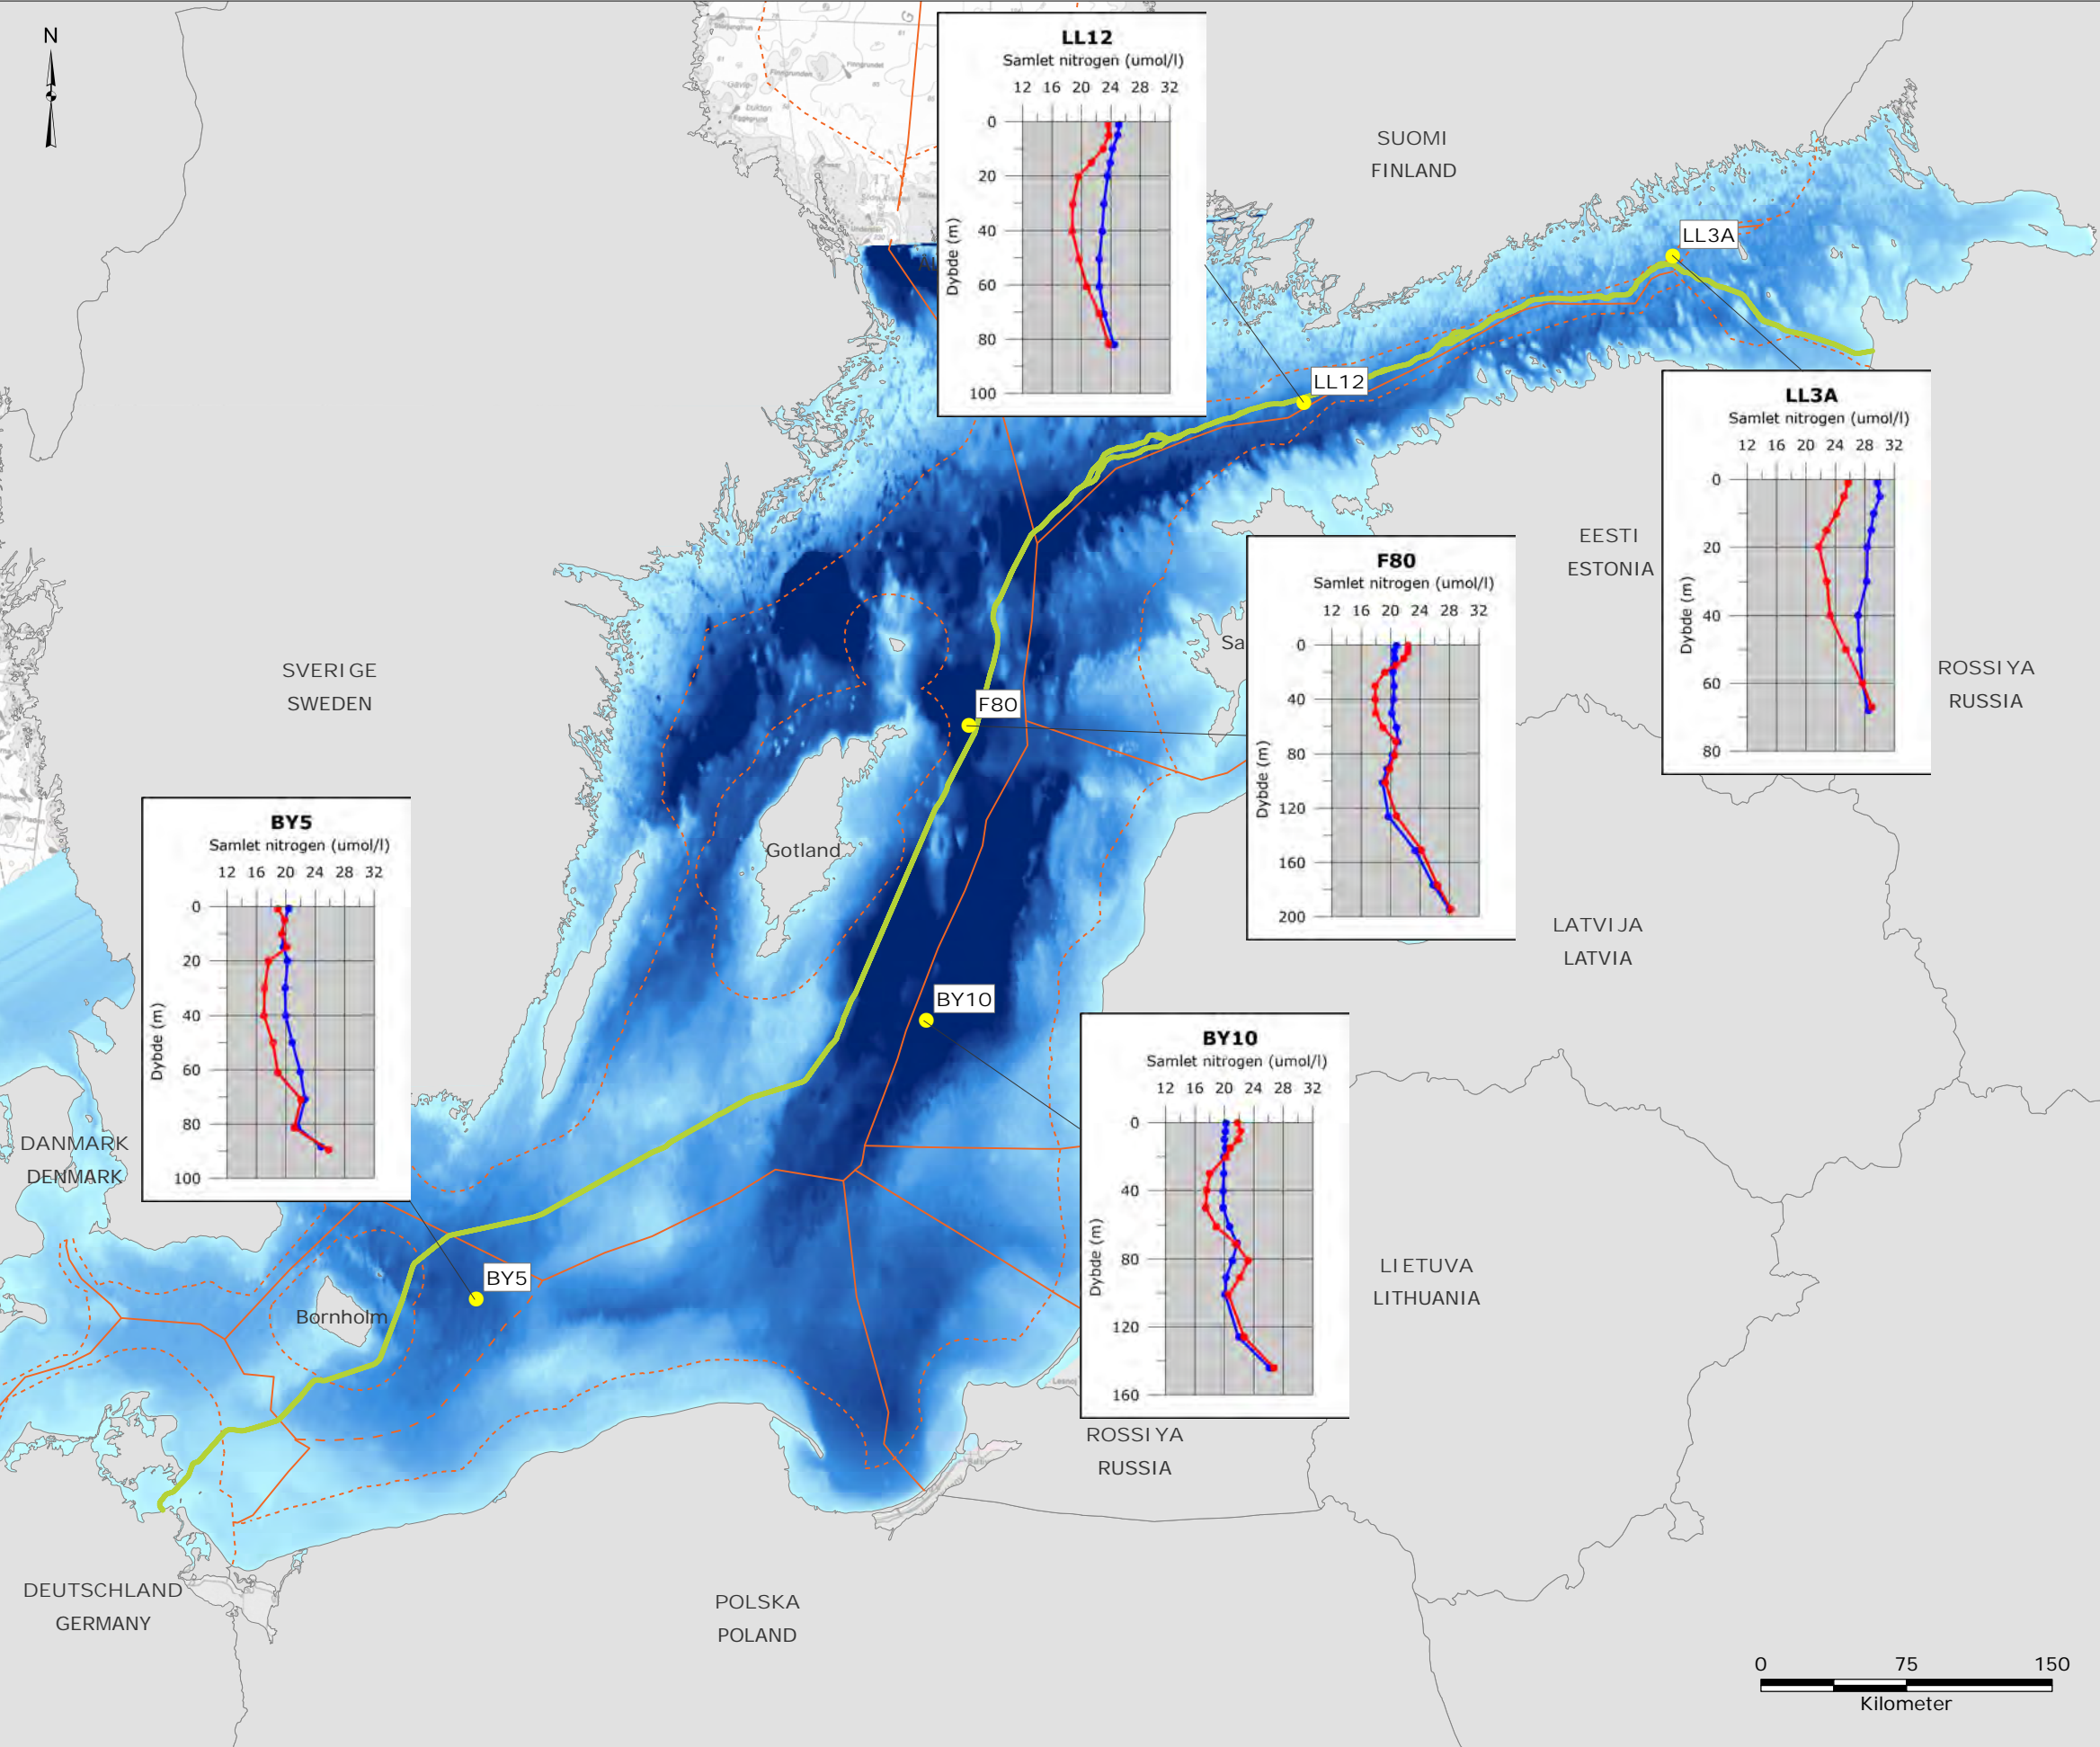 N
LL12
Samlet nitrogen (umol/l)
12 16 20 24 28 32
0
20
40
60
80
100
Dybde (m)
SUOMI
FINLAND
LL3A
LL12
LL3A
Samlet nitrogen (umol/l)
12 16 20 24 28 32
0
20
40
60
80
Dybde (m)
EESTI
ESTONIA
F80
Samlet nitrogen (umol/l)
12 16 20 24 28 32
0
40
80
120
160
200
Dybde (m)
Sa
ROSSIYA
RUSSIA
SVERIGE
SWEDEN
F80
BY5
Samlet nitrogen (umol/l)
12 16 20 24 28 32
0
20
40
60
80
100
Dybde (m)
Gotland
LATVIJA
LATVIA
BY10
BY10
Samlet nitrogen (umol/l)
12 16 20 24 28 32
0
40
80
120
160
Dybde (m)
DANMARK
DENMARK
BY5
Bornholm
LIETUVA
LITHUANIA
ROSSIYA
RUSSIA
DEUTSCHLAND
GERMANY
POLSKA
POLAND
0 75 150
Kilometer